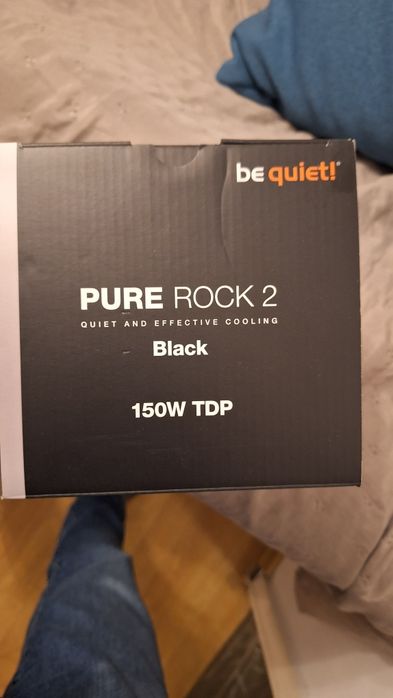 be quiet!®
PURE ROCK 2
QUIET AND EFFECTIVE COOLING
Black
150W TDP